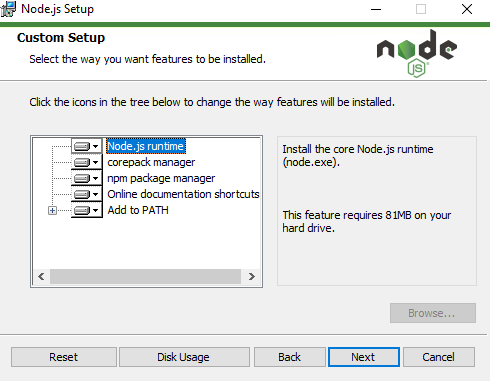 Node.js Setup
Custom Setup
Select the way you want features to be installed.
node
JS
Click the icons in the tree below to change the way features will be installed.
Node.js runtime
corepack manager
npm package manager
Online documentation shortcuts
Add to PATH
Install the core Node.js runtime
(node.exe).
This feature requires 81MB on your
hard drive.
Browse...
Reset
Disk Usage
Back
Next
Cancel